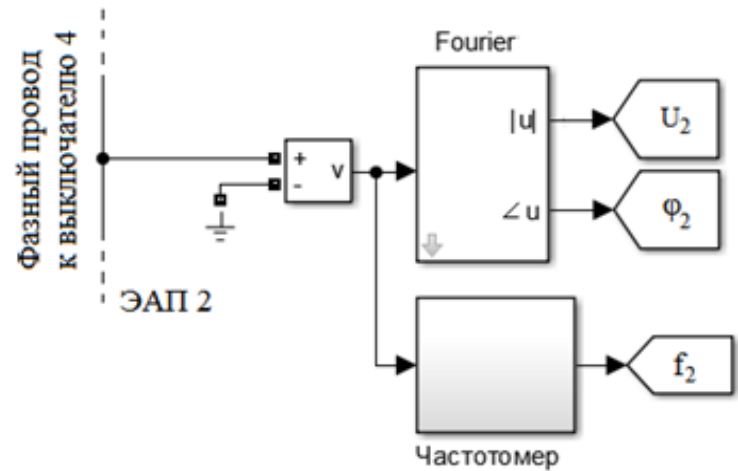 Фазный провод
к выключателю 4
ЭАП 2
+
-
v
Fourier
|u|
∠u
U₂
φ₂
Частотомер
f₂